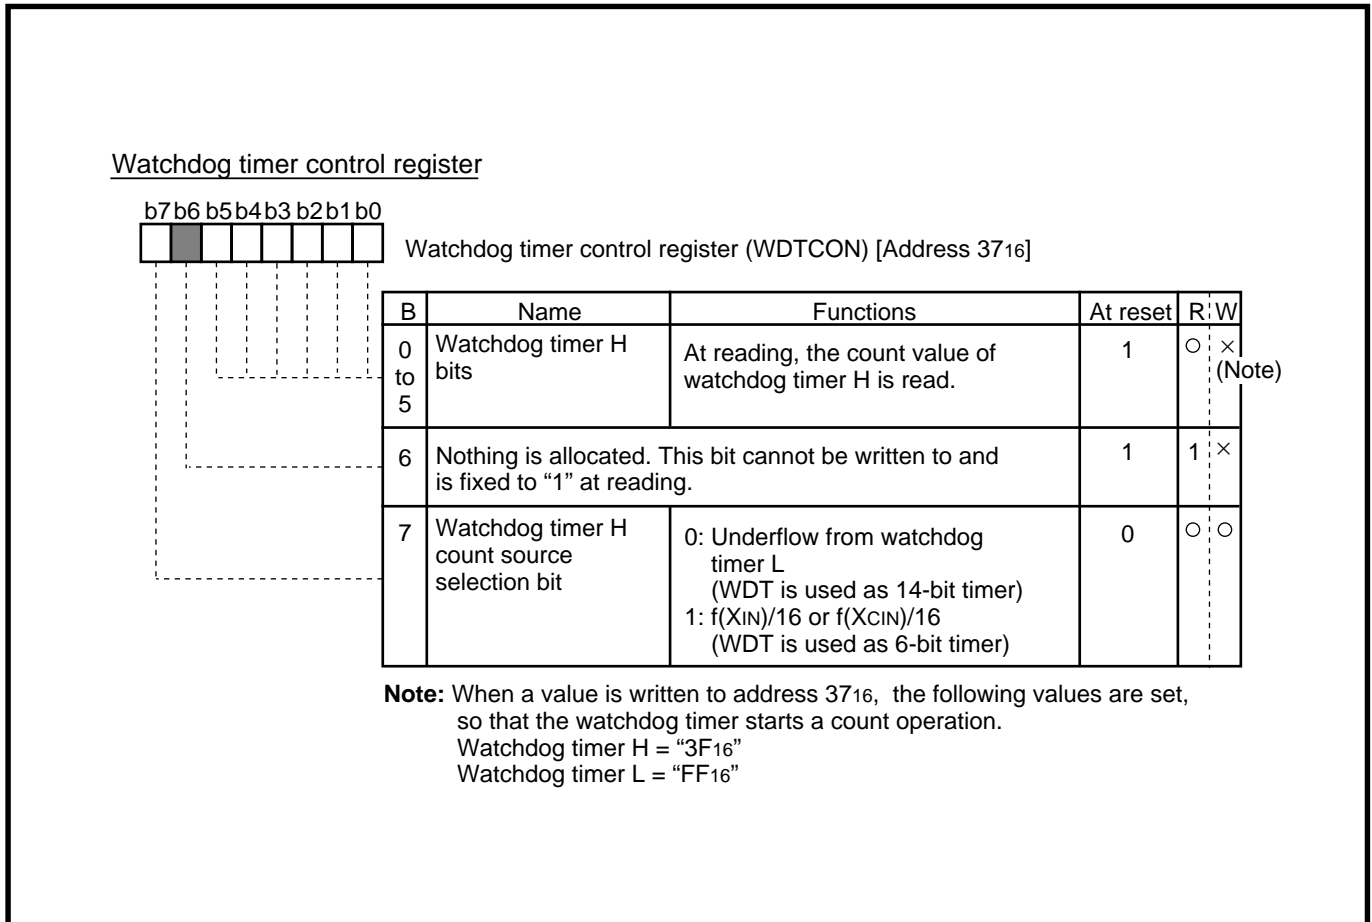 Watchdog timer control register
b7 b6 b5 b4 b3 b2 b1 b0
Watchdog timer control register (WDTCON) [Address 3716]
B Name Functions At reset R W
0 to 5 Watchdog timer H bits At reading, the count value of watchdog timer H is read. 1 ○ × (Note)
6 Nothing is allocated. This bit cannot be written to and is fixed to “1” at reading. 1 1 ×
7 Watchdog timer H count source selection bit 0: Underflow from watchdog timer L (WDT is used as 14-bit timer) 1: f(XIN)/16 or f(XCIN)/16 (WDT is used as 6-bit timer) 0 ○ ○
Note: When a value is written to address 3716, the following values are set,
so that the watchdog timer starts a count operation.
Watchdog timer H = “3F16”
Watchdog timer L = “FF16”